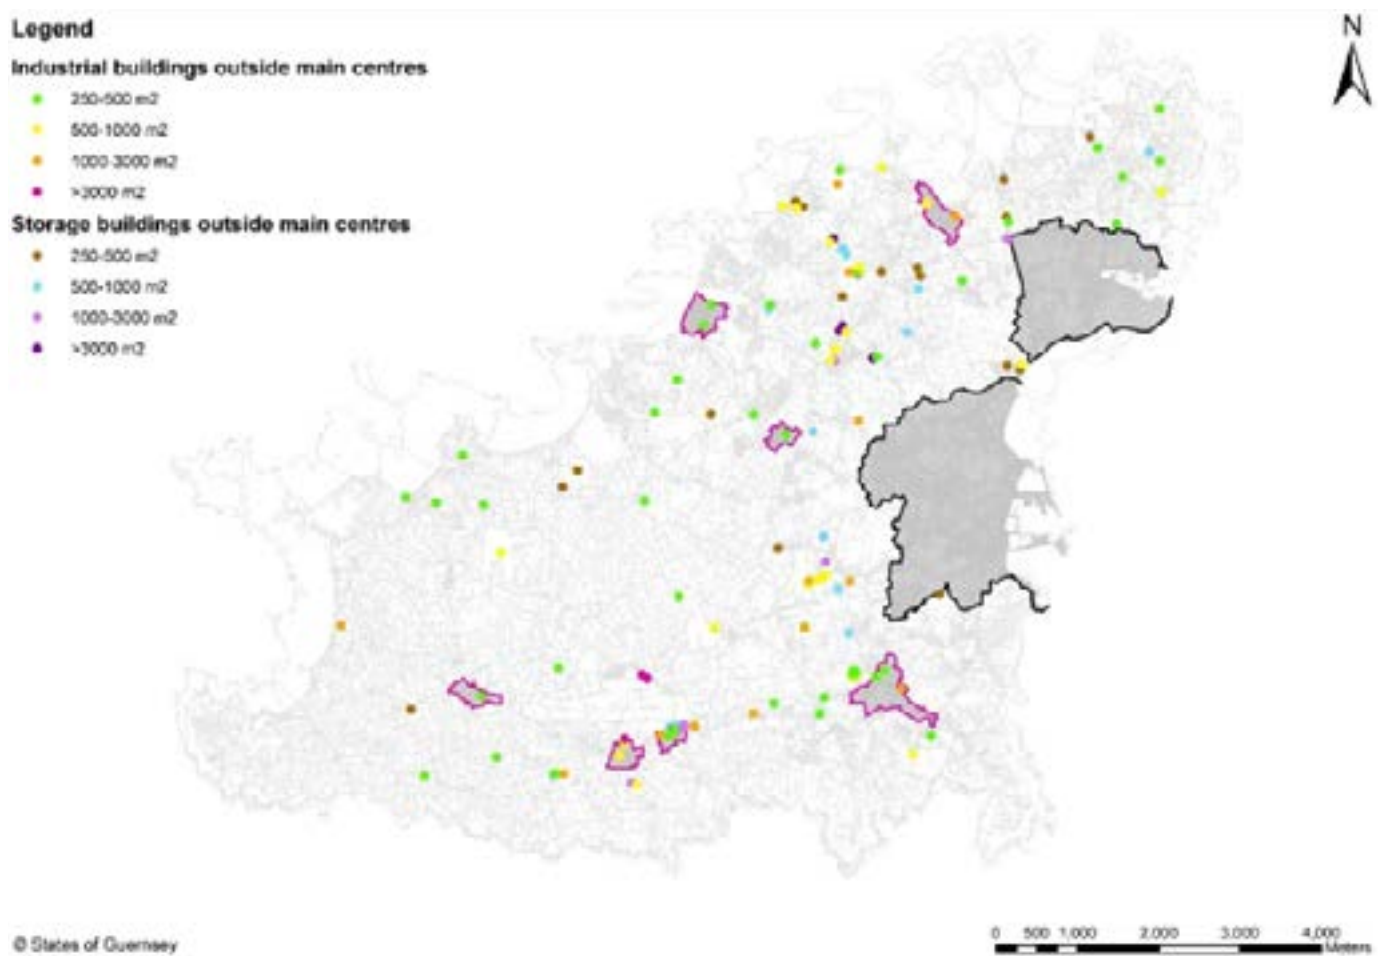 Legend
Industrial buildings outside main centres
250-500 m2
500-1000 m2
1000-3000 m2
>3000 m2
Storage buildings outside main centres
250-500 m2
500-1000 m2
1000-3000 m2
>3000 m2
N
© States of Guernsey
0 500 1,000 2,000 3,000 4,000
Meters